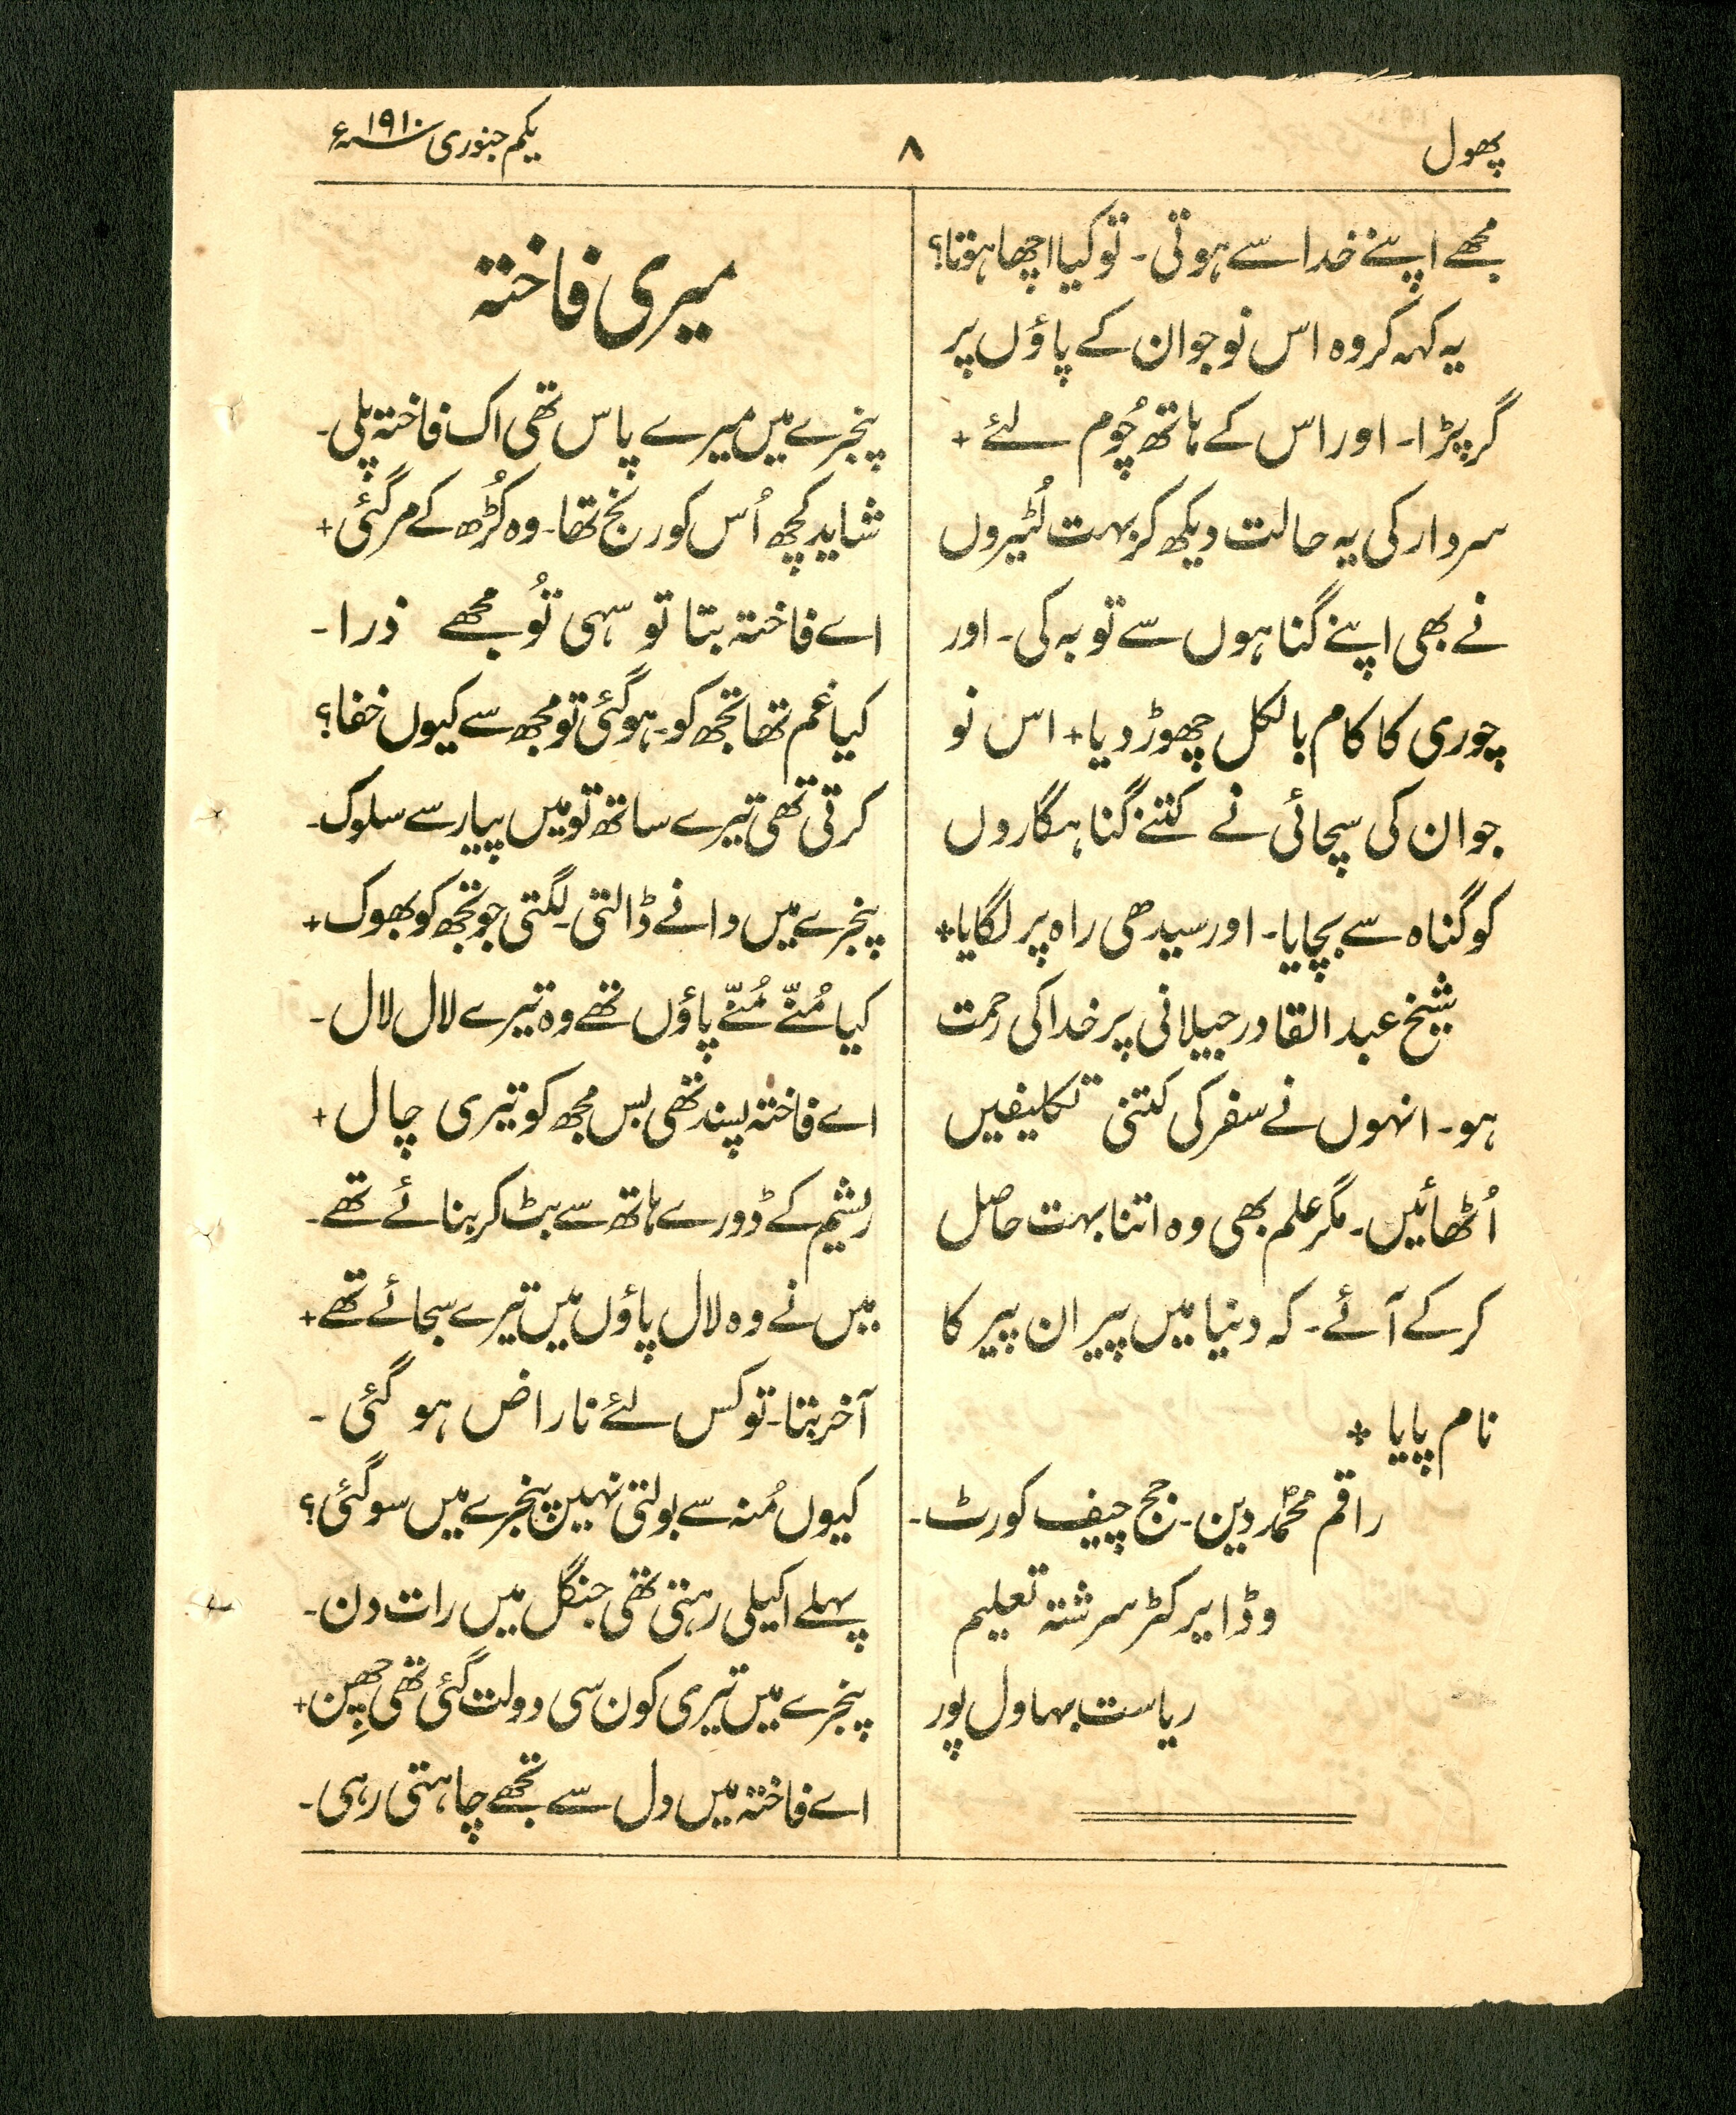 پھول
۸
یکم جنوری ۱۹۱۰ء
مجھے اپنے خدا سے ہوتی۔ تو کیا اچھا ہوتا؟
یہ کہہ کر وہ اس نوجوان کے پاؤں پر
گر پڑا۔ اور اس کے ہاتھ چُوم لئے +
سردار کی یہ حالت دیکھ کر بہت لُٹیروں
نے بھی اپنے گناہوں سے توبہ کی۔ اور
چوری کا کام بالکل چھوڑ دیا + اس نو
جوان کی سچائی نے کتنے گناہگاروں
کو گناہ سے بچایا۔ اور سیدھی راہ پر لگایا +
شیخ عبد القادر جیلانی پر خدا کی رحمت
ہو۔ انہوں نے سفر کی کتنی تکلیفیں
اُٹھائیں۔ مگر علم بھی وہ اتنا بہت حاصل
کر کے آئے۔ کہ دنیا میں پیران پیر کا
نام پایا +
راقم محمد دین۔ جج چیف کورٹ۔
وڈایرکٹر سرشتہ تعلیم
ریاست بہاول پور
میری فاختہ
پنجرے میں میرے پاس تھی اک فاختہ پلی۔
شاید کچھ اُس کو رنج تھا۔ وہ کُڑھ کے مر گئی +
اے فاختہ بتا تو سہی تُو مجھے ذرا۔
کیا غم تھا تجھ کو۔ ہو گئی تو مجھ سے کیوں خفا؟
کرتی تھی تیرے ساتھ تو میں پیار سے سلوک۔
پنجرے میں دانے ڈالتی۔ لگتی جو تجھ کو بھوک +
کیا مُنّے مُنّے پاؤں تھے وہ تیرے لال لال۔
اے فاختہ پسند تھی بس مجھ کو تیری چال +
ریشم کے ڈورے ہاتھ سے بٹ کر بنائے تھے۔
میں نے وہ لال پاؤں میں تیرے سجائے تھے +
آخر بتا۔ تو کس لئے ناراض ہو گئی۔
کیوں مُنہ سے بولتی نہیں پنجرے میں سو گئی؟
پہلے اکیلی رہتی تھی جنگل میں رات دن۔
پنجرے میں تیری کون سی دولت گئی تھی چھِن +
اے فاختہ میں دل سے تجھے چاہتی رہی۔